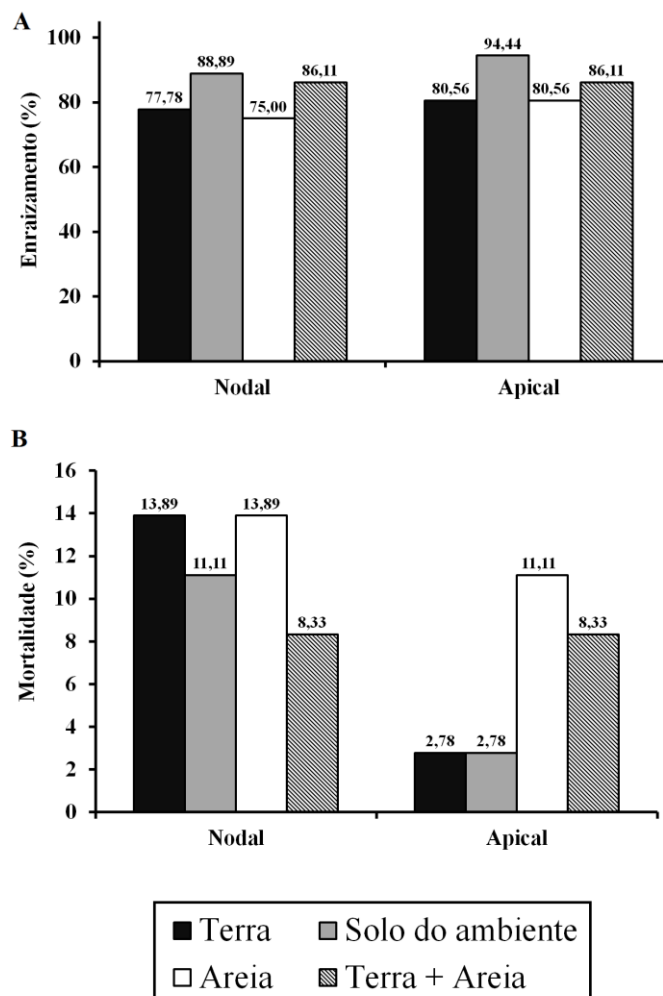 A
Enraizamento (%)
100
80
60
40
20
0
77,78
88,89
75,00
86,11
80,56
94,44
80,56
86,11
Nodal
Apical
B
Mortalidade (%)
16
14
12
10
8
6
4
2
0
13,89
11,11
13,89
8,33
2,78
2,78
11,11
8,33
Nodal
Apical
Terra
Solo do ambiente
Areia
Terra + Areia